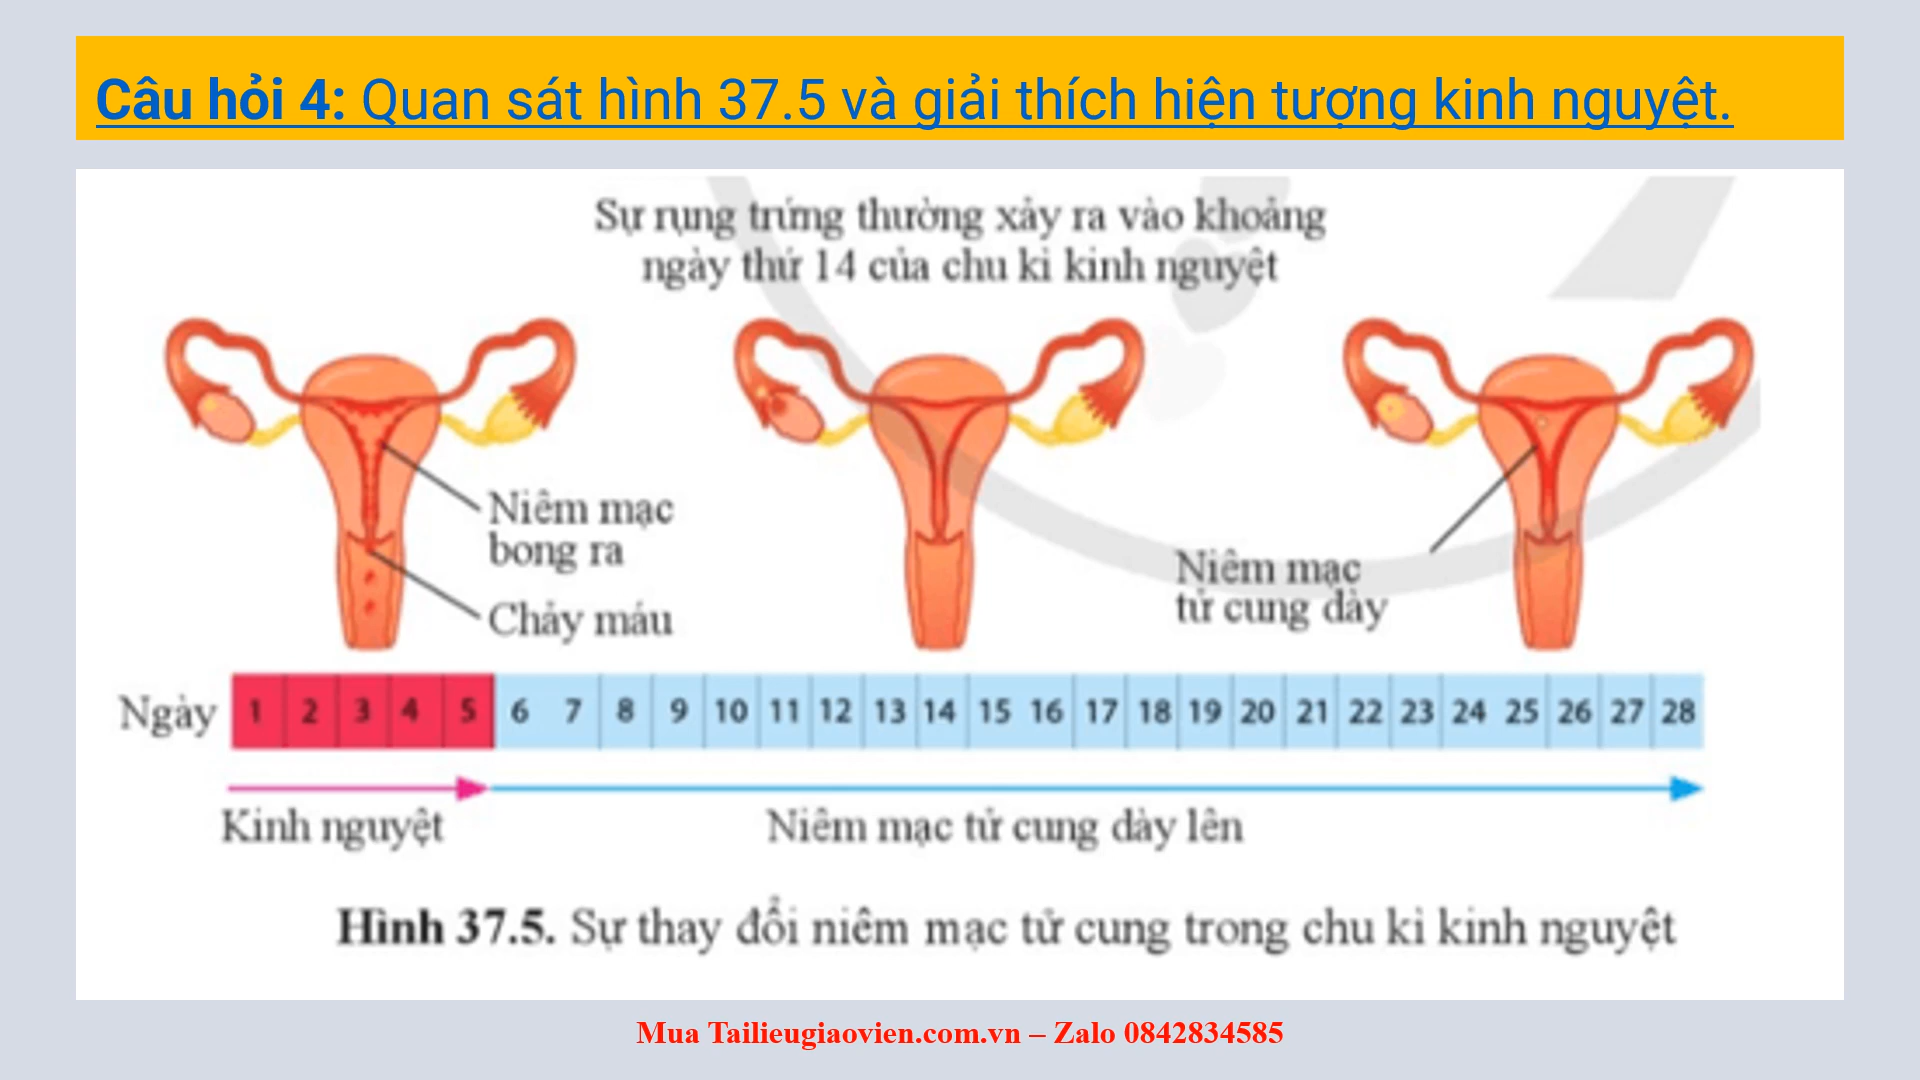 Câu hỏi 4: Quan sát hình 37.5 và giải thích hiện tượng kinh nguyệt.
Sự rụng trứng thường xảy ra vào khoảng
ngày thứ 14 của chu kì kinh nguyệt
Niêm mạc
bong ra
Chảy máu
Niêm mạc
tử cung dày
Ngày 1 2 3 4 5 6 7 8 9 10 11 12 13 14 15 16 17 18 19 20 21 22 23 24 25 26 27 28
Kinh nguyệt
Niêm mạc tử cung dày lên
Hình 37.5. Sự thay đổi niêm mạc tử cung trong chu kì kinh nguyệt
Mua Tailieugiaovien.com.vn – Zalo 0842834585